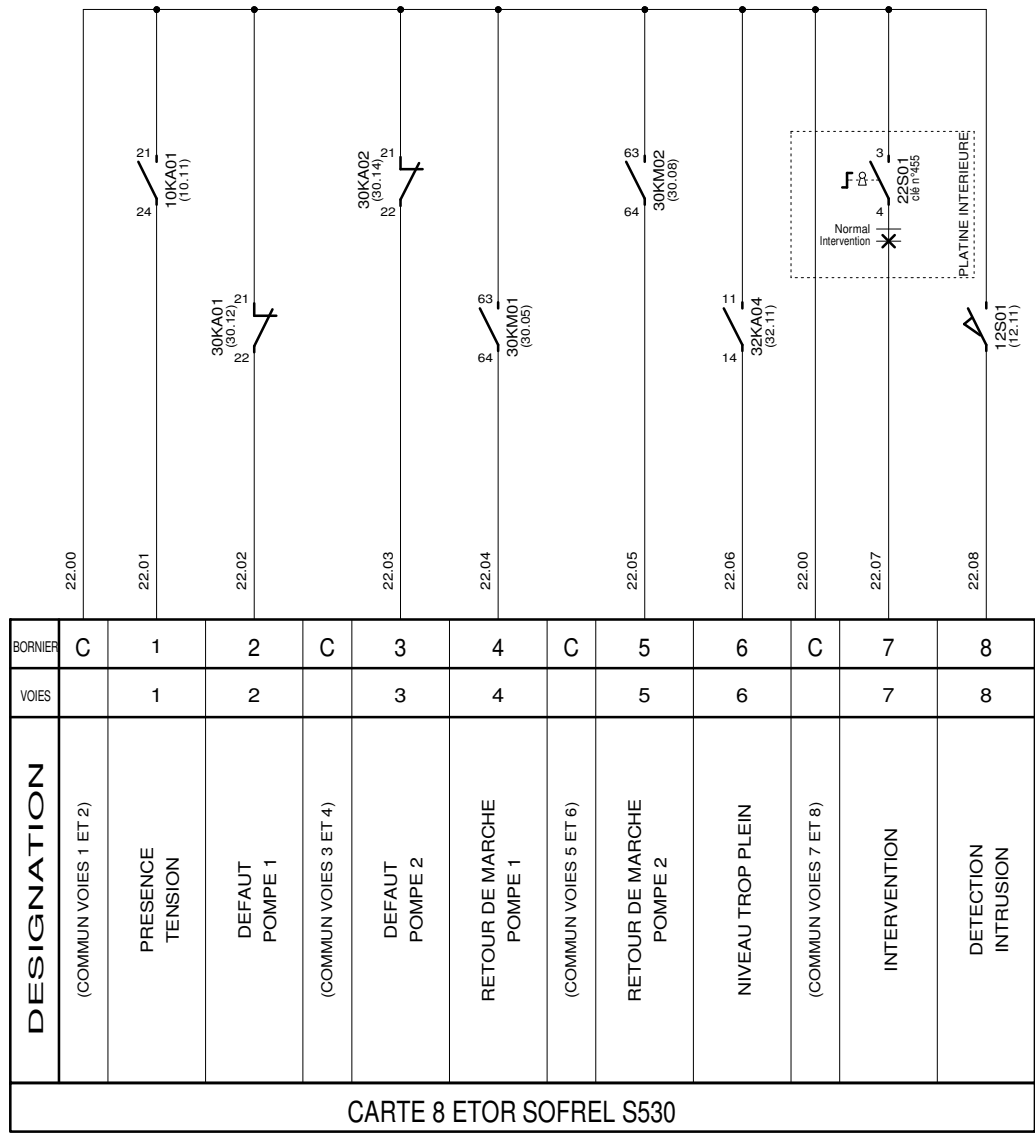 21
10KA01
(10.11)
24
30KA02
(30.14)
21
22
63
30KM02
(30.08)
64
3
22S01
clé n°455
4
Normal
Intervention
PLATINE INTERIEURE
30KA01
(30.12)
21
22
63
30KM01
(30.05)
64
11
32KA04
(32.11)
14
12S01
(12.11)
22.00
22.01
22.02
22.03
22.04
22.05
22.06
22.00
22.07
22.08
BORNIER C 1 2 C 3 4 C 5 6 C 7 8
VOIES 1 2 3 4 5 6 7 8
DESIGNATION
(COMMUN VOIES 1 ET 2)
PRESENCE
TENSION
DEFAUT
POMPE 1
(COMMUN VOIES 3 ET 4)
DEFAUT
POMPE 2
RETOUR DE MARCHE
POMPE 1
(COMMUN VOIES 5 ET 6)
RETOUR DE MARCHE
POMPE 2
NIVEAU TROP PLEIN
(COMMUN VOIES 7 ET 8)
INTERVENTION
DETECTION
INTRUSION
CARTE 8 ETOR SOFREL S530